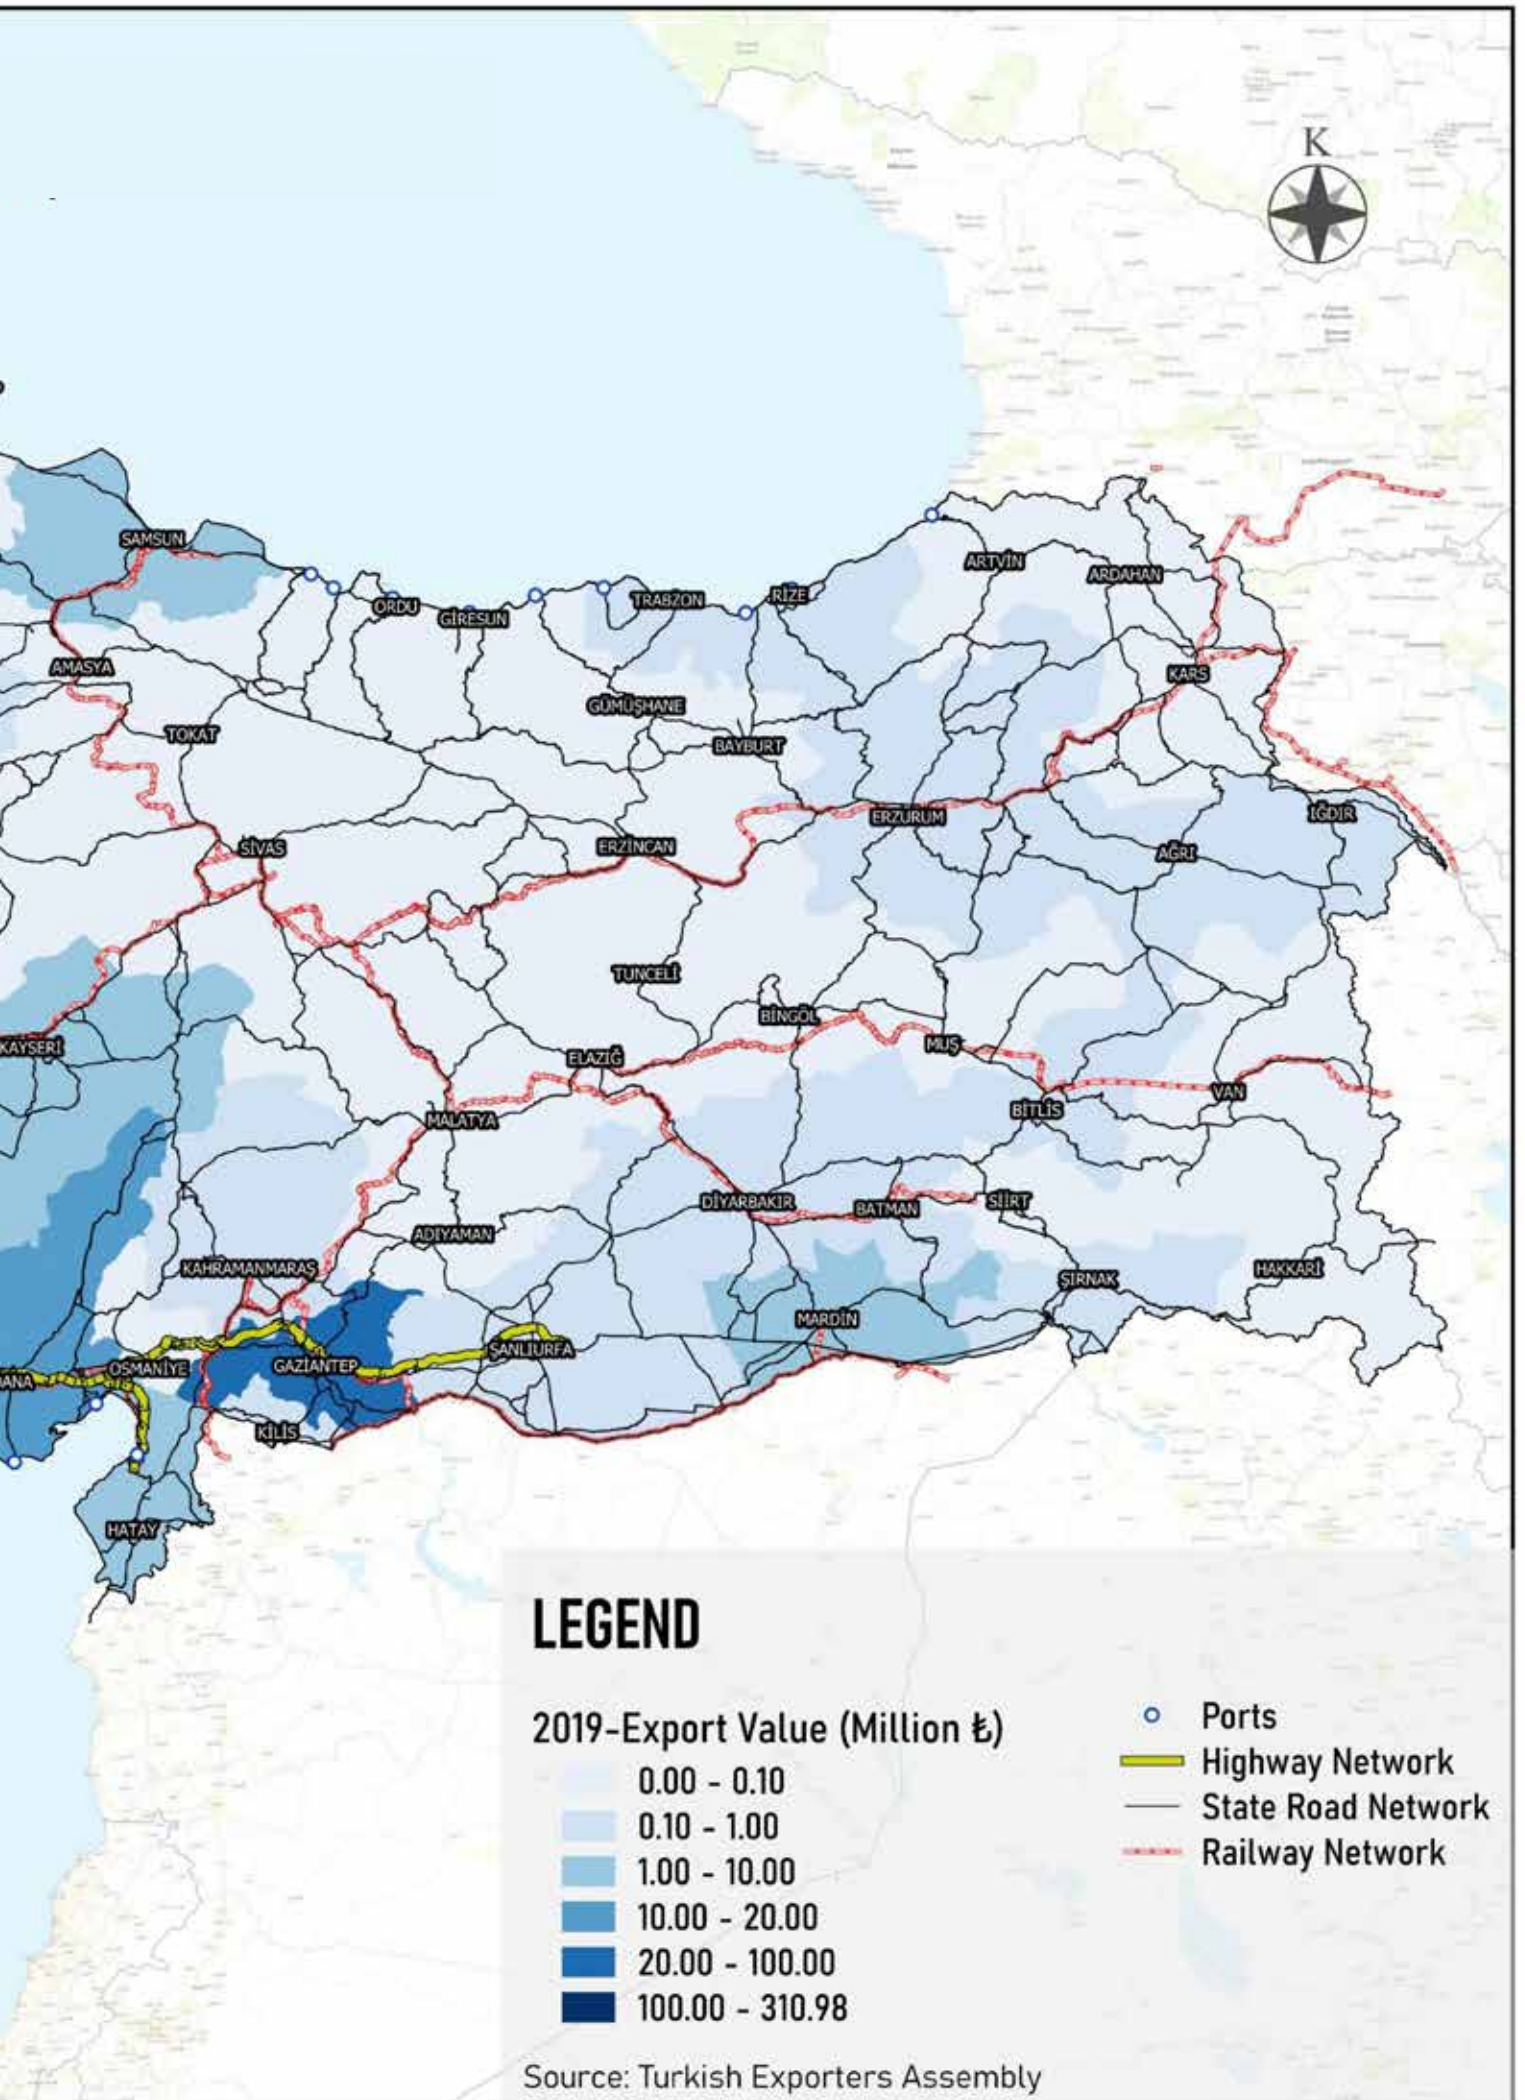 K
SAMSUN
ARTVİN
ARDAHAN
ORDU
GİRESUN
TRABZON
RİZE
AMASYA
KARS
GÜMÜŞHANE
TOKAT
BAYBURT
ERZURUM
IĞDIR
SİVAS
ERZİNCAN
AĞRI
TUNCELİ
BİNGÖL
KAYSERİ
MUŞ
ELAZIĞ
VAN
BİTLİS
MALATYA
DİYARBAKIR
BATMAN
SİİRT
ADIYAMAN
KAHRAMANMARAŞ
ŞIRNAK
HAKKARİ
MARDİN
ŞANLIURFA
OSMANİYE
GAZİANTEP
ANA
KİLİS
HATAY
LEGEND
2019-Export Value (Million ₺)
0.00 - 0.10
0.10 - 1.00
1.00 - 10.00
10.00 - 20.00
20.00 - 100.00
100.00 - 310.98
Ports
Highway Network
State Road Network
Railway Network
Source: Turkish Exporters Assembly